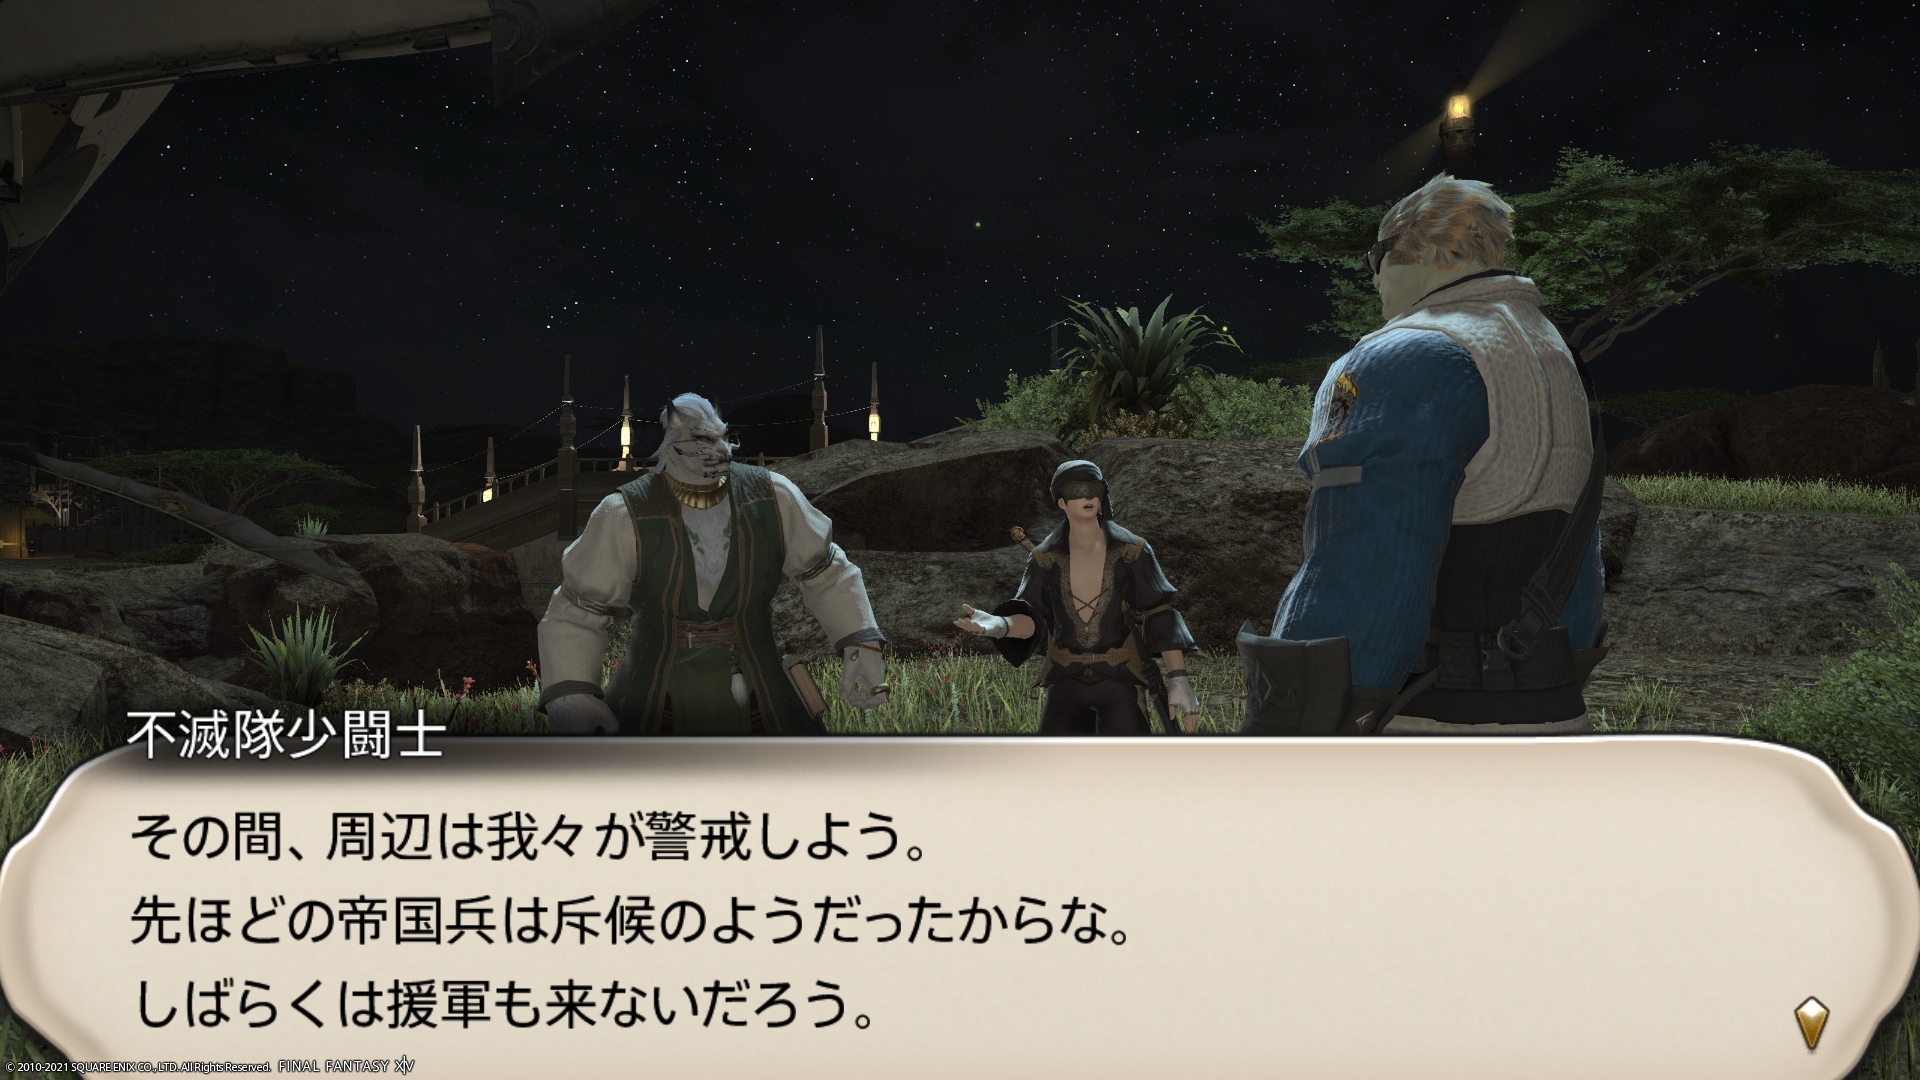 不滅隊少闘士
その間、周辺は我々が警戒しよう。
先ほどの帝国兵は斥候のようだったからな。
しばらくは援軍も来ないだろう。
© 2010-2021 SQUARE ENIX CO., LTD. All Rights Reserved. FINAL FANTASY XIV